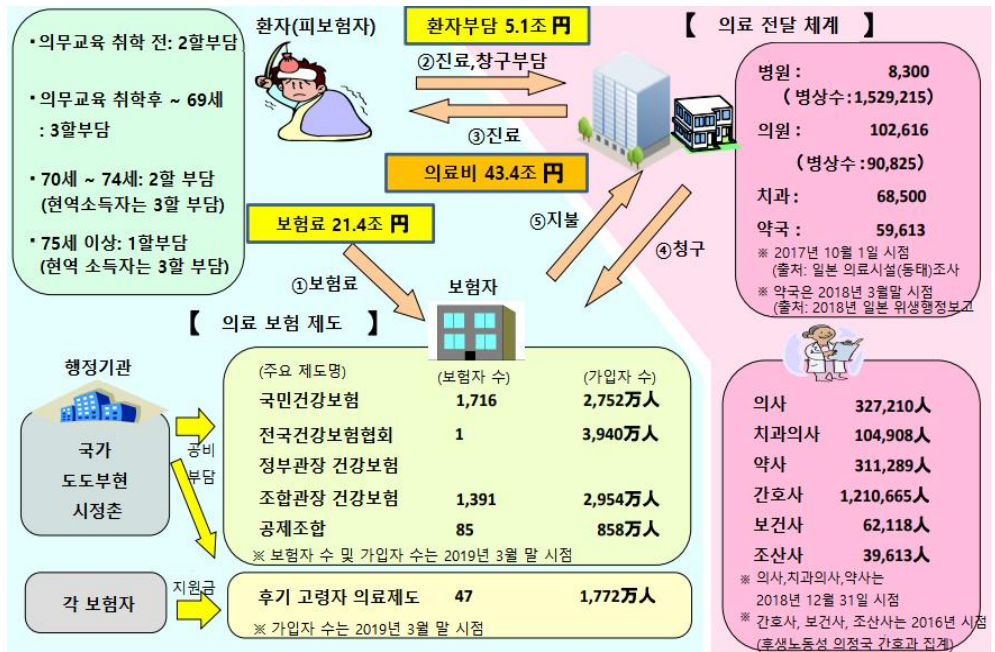 · 의무교육 취학 전: 2할부담
· 의무교육 취학후 ~ 69세
: 3할부담
· 70세 ~ 74세: 2할 부담
(현역소득자는 3할 부담)
· 75세 이상: 1할부담
(현역 소득자는 3할 부담)
환자(피보험자)
환자부담 5.1조 円
②진료,창구부담
③진료
의료비 43.4조 円
보험료 21.4조 円
①보험료
⑤지불
④청구
보험자
【 의료 전달 체계 】
병원 : 8,300
( 병상수:1,529,215)
의원 : 102,616
(병상수 :90,825)
치과 : 68,500
약국 : 59,613
※ 2017년 10월 1일 시점
(출처: 일본 의료시설(동태)조사
※ 약국은 2018년 3월말 시점
(출처: 2018년 일본 위생행정보고
【 의료 보험 제도 】
행정기관
국가
도도부현
시정촌
공비
부담
(주요 제도명) (보험자 수) (가입자 수)
국민건강보험 1,716 2,752万人
전국건강보험협회 1 3,940万人
정부관장 건강보험
조합관장 건강보험 1,391 2,954万人
공제조합 85 858万人
※ 보험자 수 및 가입자 수는 2019년 3월 말 시점
각 보험자
지원금
후기 고령자 의료제도 47 1,772万人
※ 가입자 수는 2019년 3월 말 시점
의사 327,210人
치과의사 104,908人
약사 311,289人
간호사 1,210,665人
보건사 62,118人
조산사 39,613人
※ 의사,치과의사,약사는
2018년 12월 31일 시점
※ 간호사, 보건사, 조산사는 2016년 시점
(후생노동성 의정국 간호과 집계)